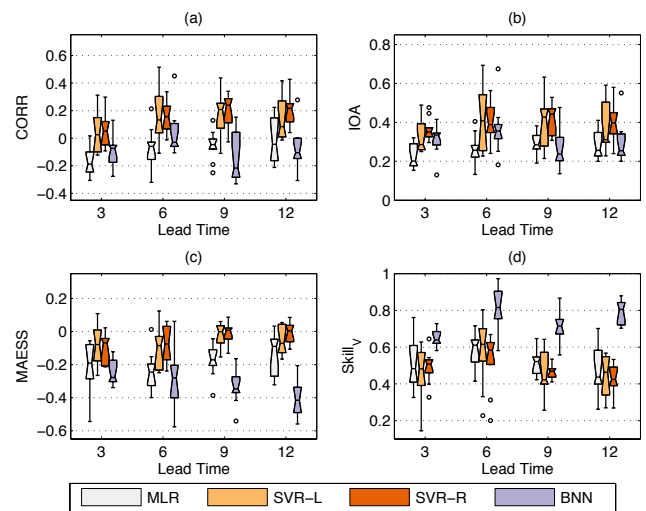 (a)
CORR
0.6
0.4
0.2
0
−0.2
−0.4
3 6 9 12
Lead Time
(b)
IOA
0.8
0.6
0.4
0.2
0
3 6 9 12
Lead Time
(c)
MAESS
0.2
0
−0.2
−0.4
−0.6
3 6 9 12
Lead Time
(d)
Skill_V
1
0.8
0.6
0.4
0.2
3 6 9 12
Lead Time
MLR SVR−L SVR−R BNN